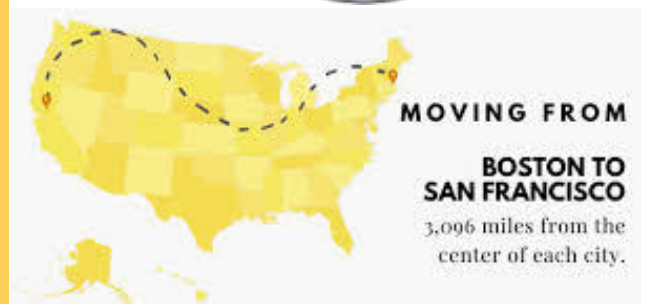 MOVING FROM
BOSTON TO
SAN FRANCISCO
3,096 miles from the
center of each city.